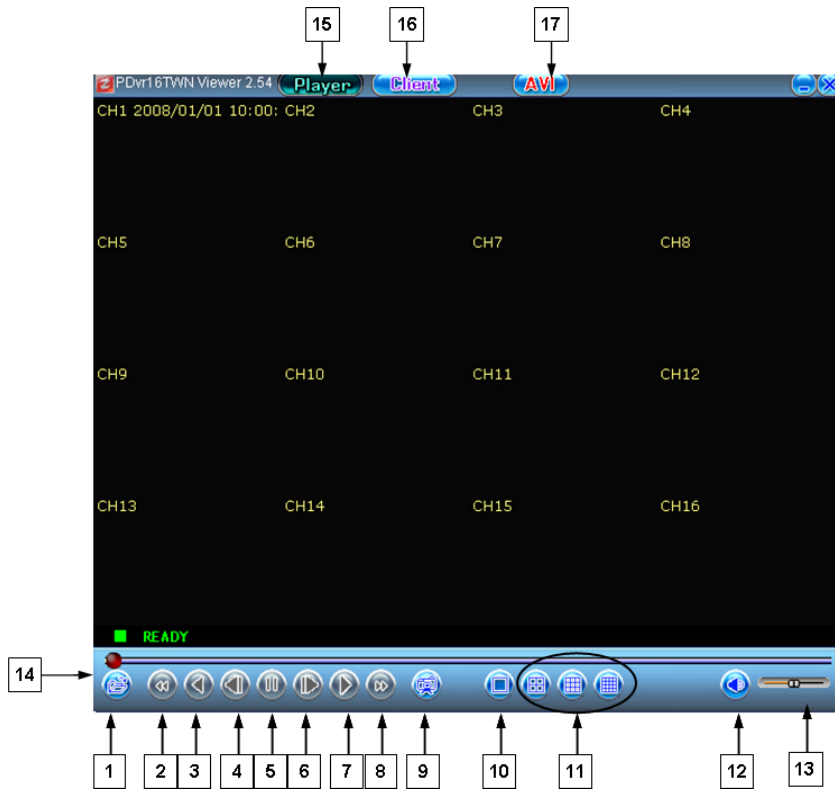 15 16 17
PDvr16TWN Viewer 2.54 Player Client AVI
CH1 2008/01/01 10:00: CH2 CH3 CH4
CH5 CH6 CH7 CH8
CH9 CH10 CH11 CH12
CH13 CH14 CH15 CH16
READY
14
1 2 3 4 5 6 7 8 9 10 11 12 13